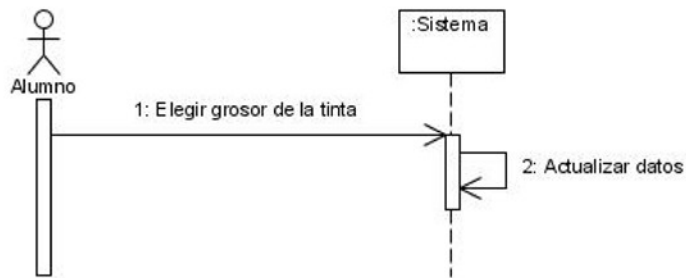 :Sistema
Alumno
1: Elegir grosor de la tinta
2: Actualizar datos